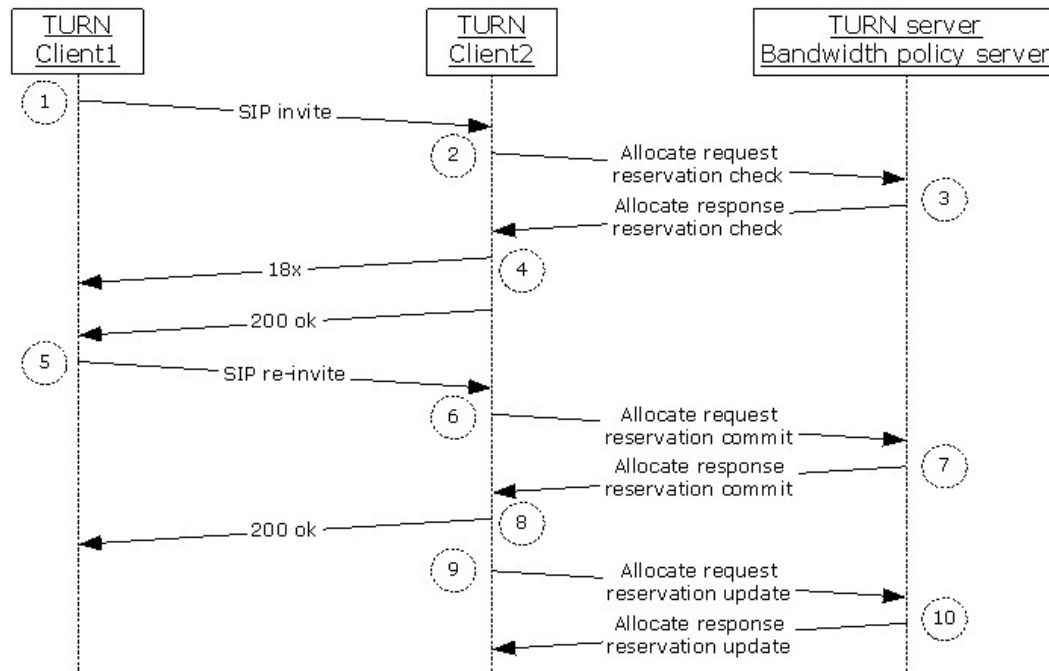 TURN
Client1
TURN
Client2
TURN server
Bandwidth policy server
1
SIP invite
2
Allocate request
reservation check
3
Allocate response
reservation check
4
18x
200 ok
5
SIP re-invite
6
Allocate request
reservation commit
7
Allocate response
reservation commit
8
200 ok
9
Allocate request
reservation update
10
Allocate response
reservation update